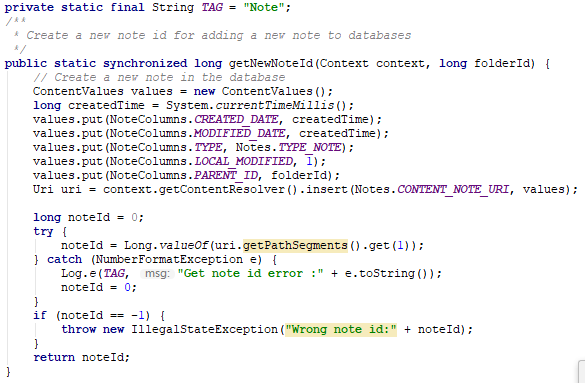 private static final String TAG = "Note";
/**
 * Create a new note id for adding a new note to databases
 */
public static synchronized long getNewNoteId(Context context, long folderId) {
    // Create a new note in the database
    ContentValues values = new ContentValues();
    long createdTime = System.currentTimeMillis();
    values.put(NoteColumns.CREATED_DATE, createdTime);
    values.put(NoteColumns.MODIFIED_DATE, createdTime);
    values.put(NoteColumns.TYPE, Notes.TYPE_NOTE);
    values.put(NoteColumns.LOCAL_MODIFIED, 1);
    values.put(NoteColumns.PARENT_ID, folderId);
    Uri uri = context.getContentResolver().insert(Notes.CONTENT_NOTE_URI, values);

    long noteId = 0;
    try {
        noteId = Long.valueOf(uri.getPathSegments().get(1));
    } catch (NumberFormatException e) {
        Log.e(TAG, msg: "Get note id error :" + e.toString());
        noteId = 0;
    }
    if (noteId == -1) {
        throw new IllegalStateException("Wrong note id:" + noteId);
    }
    return noteId;
}